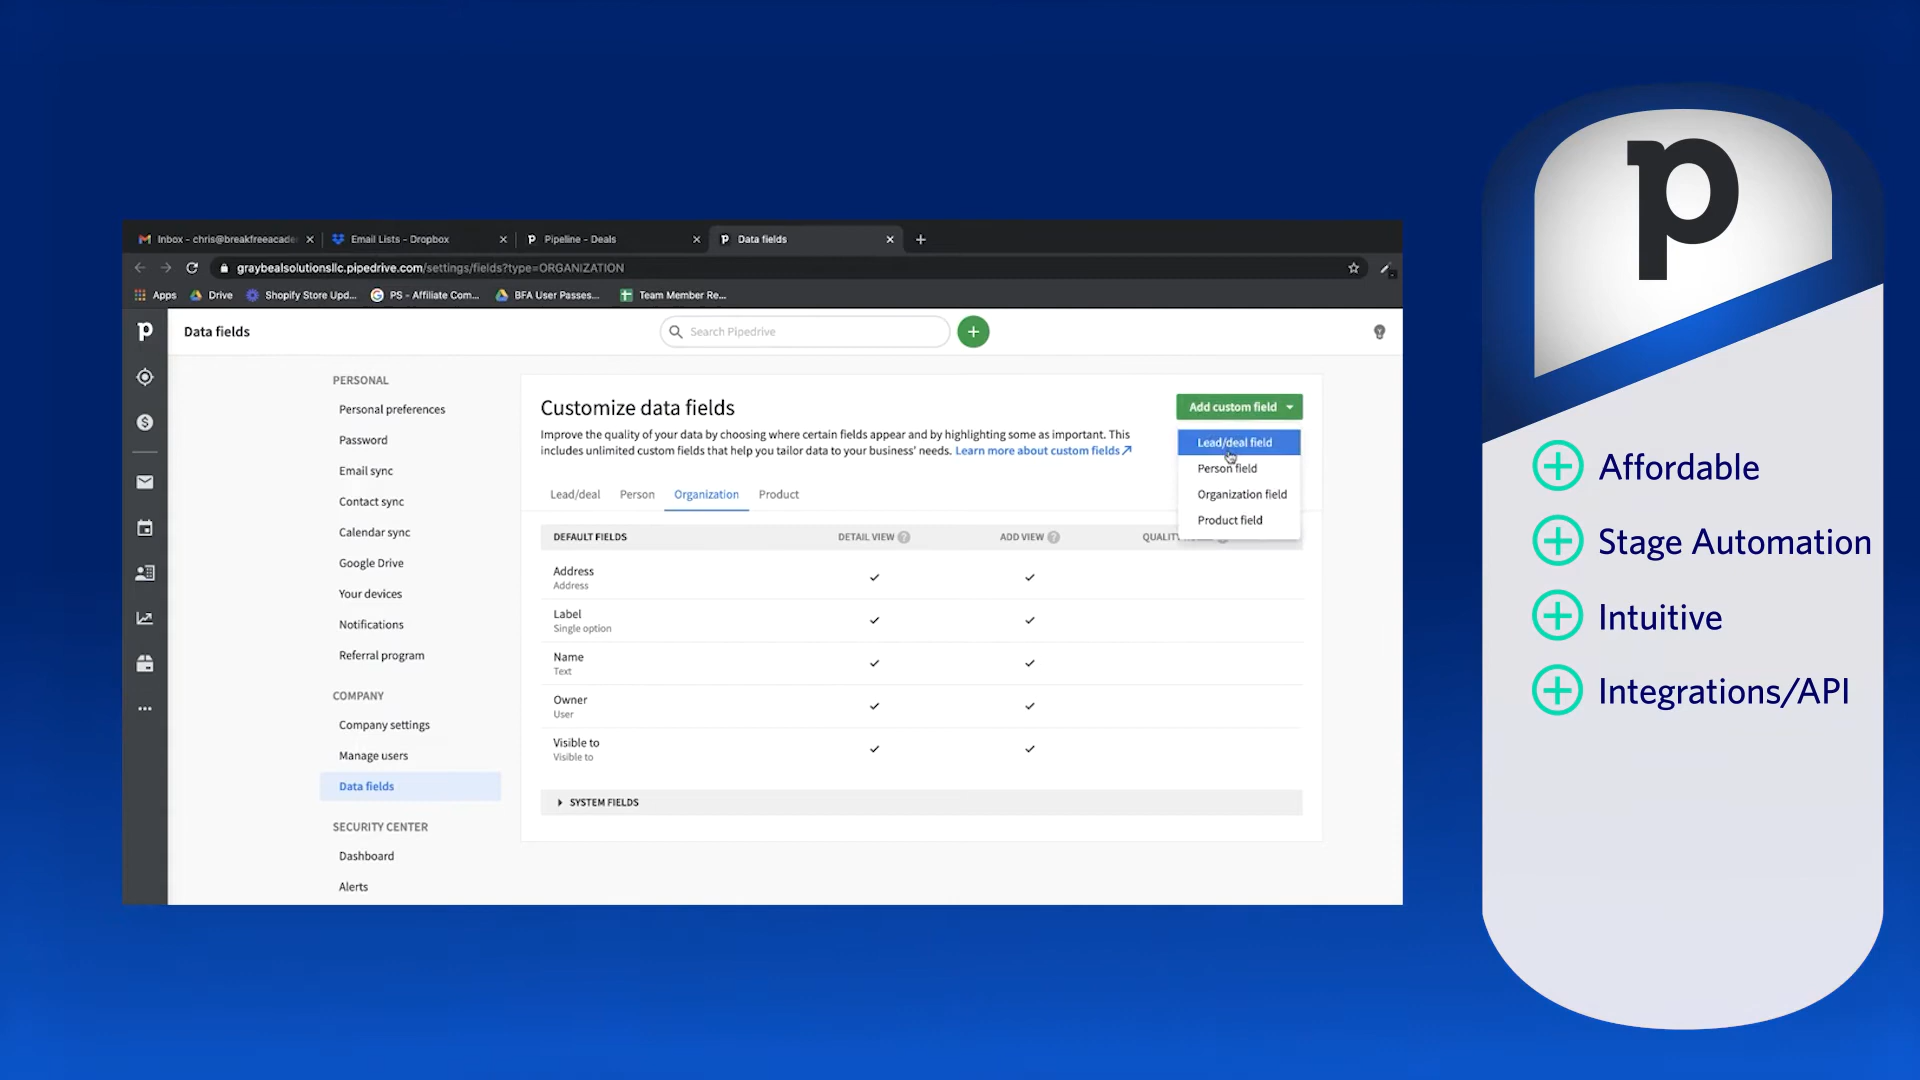 Inbox - chris@breakfreeacade
Email Lists - Dropbox
Pipeline - Deals
Data fields
graybealsolutionsllc.pipedrive.com/settings/fields?type=ORGANIZATION
Apps
Drive
Shopify Store Upd...
PS - Affiliate Com...
BFA User Passes...
Team Member Re...
p
Data fields
Search Pipedrive
PERSONAL
Personal preferences
Password
Email sync
Contact sync
Calendar sync
Google Drive
Your devices
Notifications
Referral program
COMPANY
Company settings
Manage users
Data fields
SECURITY CENTER
Dashboard
Alerts
Customize data fields
Improve the quality of your data by choosing where certain fields appear and by highlighting some as important. This
includes unlimited custom fields that help you tailor data to your business' needs. Learn more about custom fields
Add custom field
Lead/deal field
Person field
Organization field
Product field
Lead/deal
Person
Organization
Product
DEFAULT FIELDS
DETAIL VIEW
ADD VIEW
Address
Address
Label
Single option
Name
Text
Owner
User
Visible to
Visible to
SYSTEM FIELDS
p
Affordable
Stage Automation
Intuitive
Integrations/API